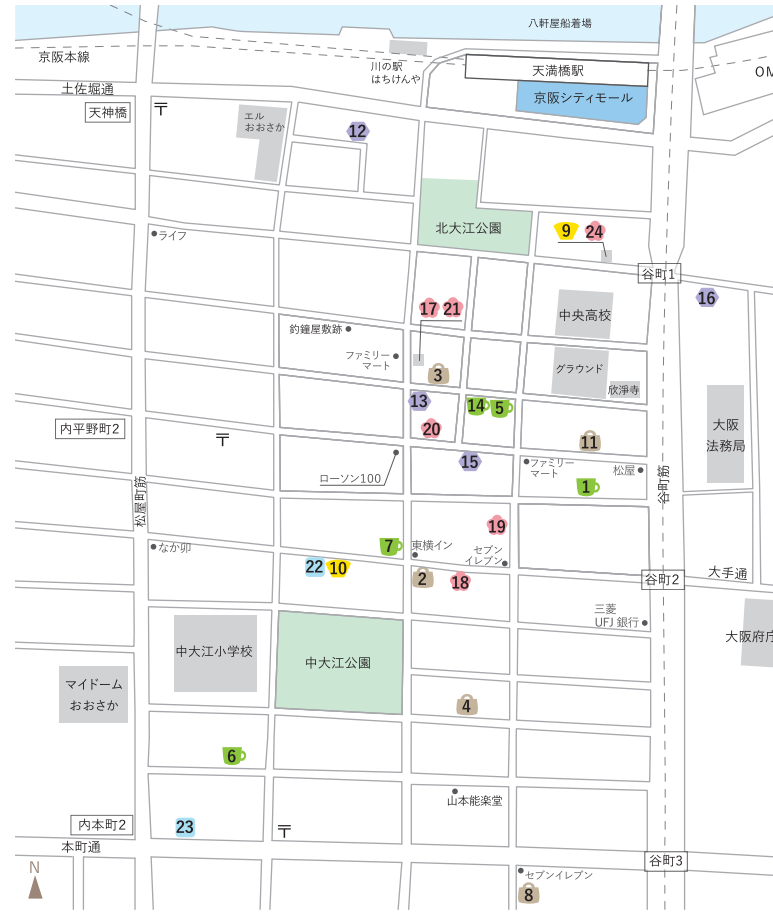 八軒屋船着場
京阪本線
川の駅
はちけんや
天満橋駅
OM
土佐堀通
京阪シティモール
天神橋
〒
エル
おおさか
12
北大江公園
9
24
ライフ
谷町1
16
17
21
中央高校
釣鐘屋敷跡
ファミリー
マート
3
グラウンド
欣淨寺
13
14
5
大阪
法務局
内平野町2
〒
20
11
15
ファミリー
マート
松屋
ローソン100
1
松屋町筋
谷町筋
19
なか卯
7
東横イン
セブン
イレブン
22
10
2
18
谷町2
大手通
三菱
UFJ 銀行
大阪府庁
中大江小学校
中大江公園
マイドーム
おおさか
4
6
山本能楽堂
内本町2
23
〒
本町通
谷町3
N
セブンイレブン
8